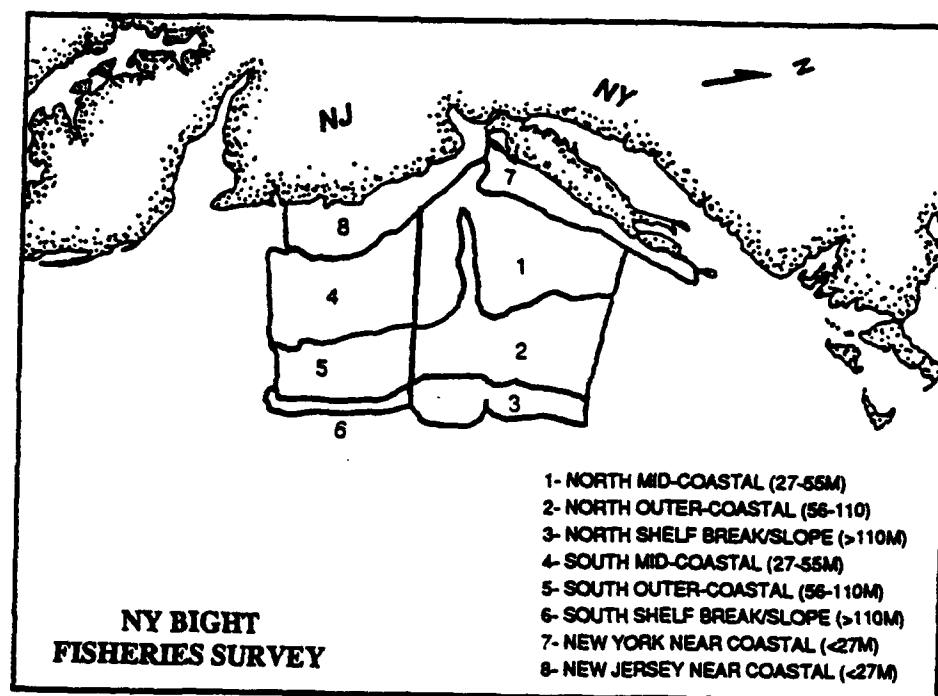 NJ
NY
N
7
8
1
4
2
5
3
6
1- NORTH MID-COASTAL (27-55M)
2- NORTH OUTER-COASTAL (56-110)
3- NORTH SHELF BREAK/SLOPE (>110M)
4- SOUTH MID-COASTAL (27-55M)
5- SOUTH OUTER-COASTAL (56-110M)
6- SOUTH SHELF BREAK/SLOPE (>110M)
7- NEW YORK NEAR COASTAL (<27M)
8- NEW JERSEY NEAR COASTAL (<27M)
NY BIGHT
FISHERIES SURVEY